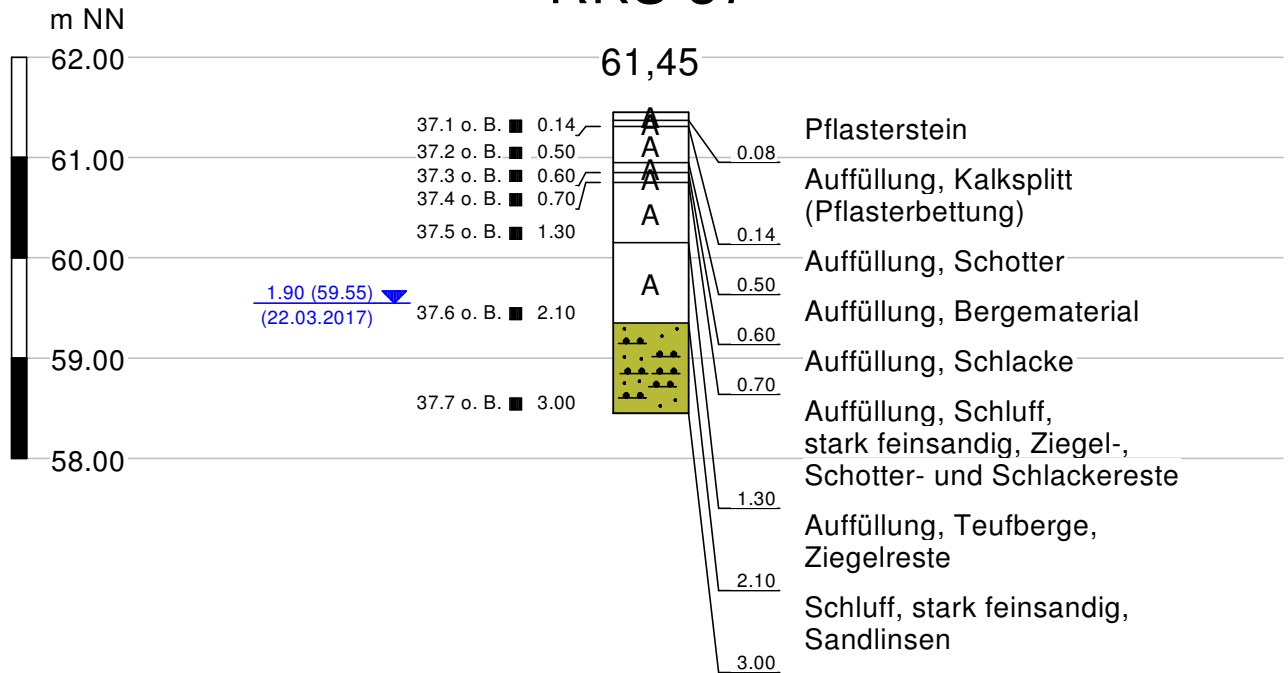 m NN
62.00
61,45
37.1 o. B. 0.14
A
A
Pflasterstein
37.2 o. B. 0.50
A
61.00
0.08
37.3 o. B. 0.60
A
37.4 o. B. 0.70
A
Auffüllung, Kalksplitt
(Pflasterbettung)
37.5 o. B. 1.30
A
0.14
60.00
Auffüllung, Schotter
1.90 (59.55)
A
0.50
(22.03.2017)
37.6 o. B. 2.10
Auffüllung, Bergematerial
0.60
59.00
Auffüllung, Schlacke
0.70
37.7 o. B. 3.00
Auffüllung, Schluff,
stark feinsandig, Ziegel-,
58.00
Schotter- und Schlackereste
1.30
Auffüllung, Teufberge,
Ziegelreste
2.10
Schluff, stark feinsandig,
Sandlinsen
3.00